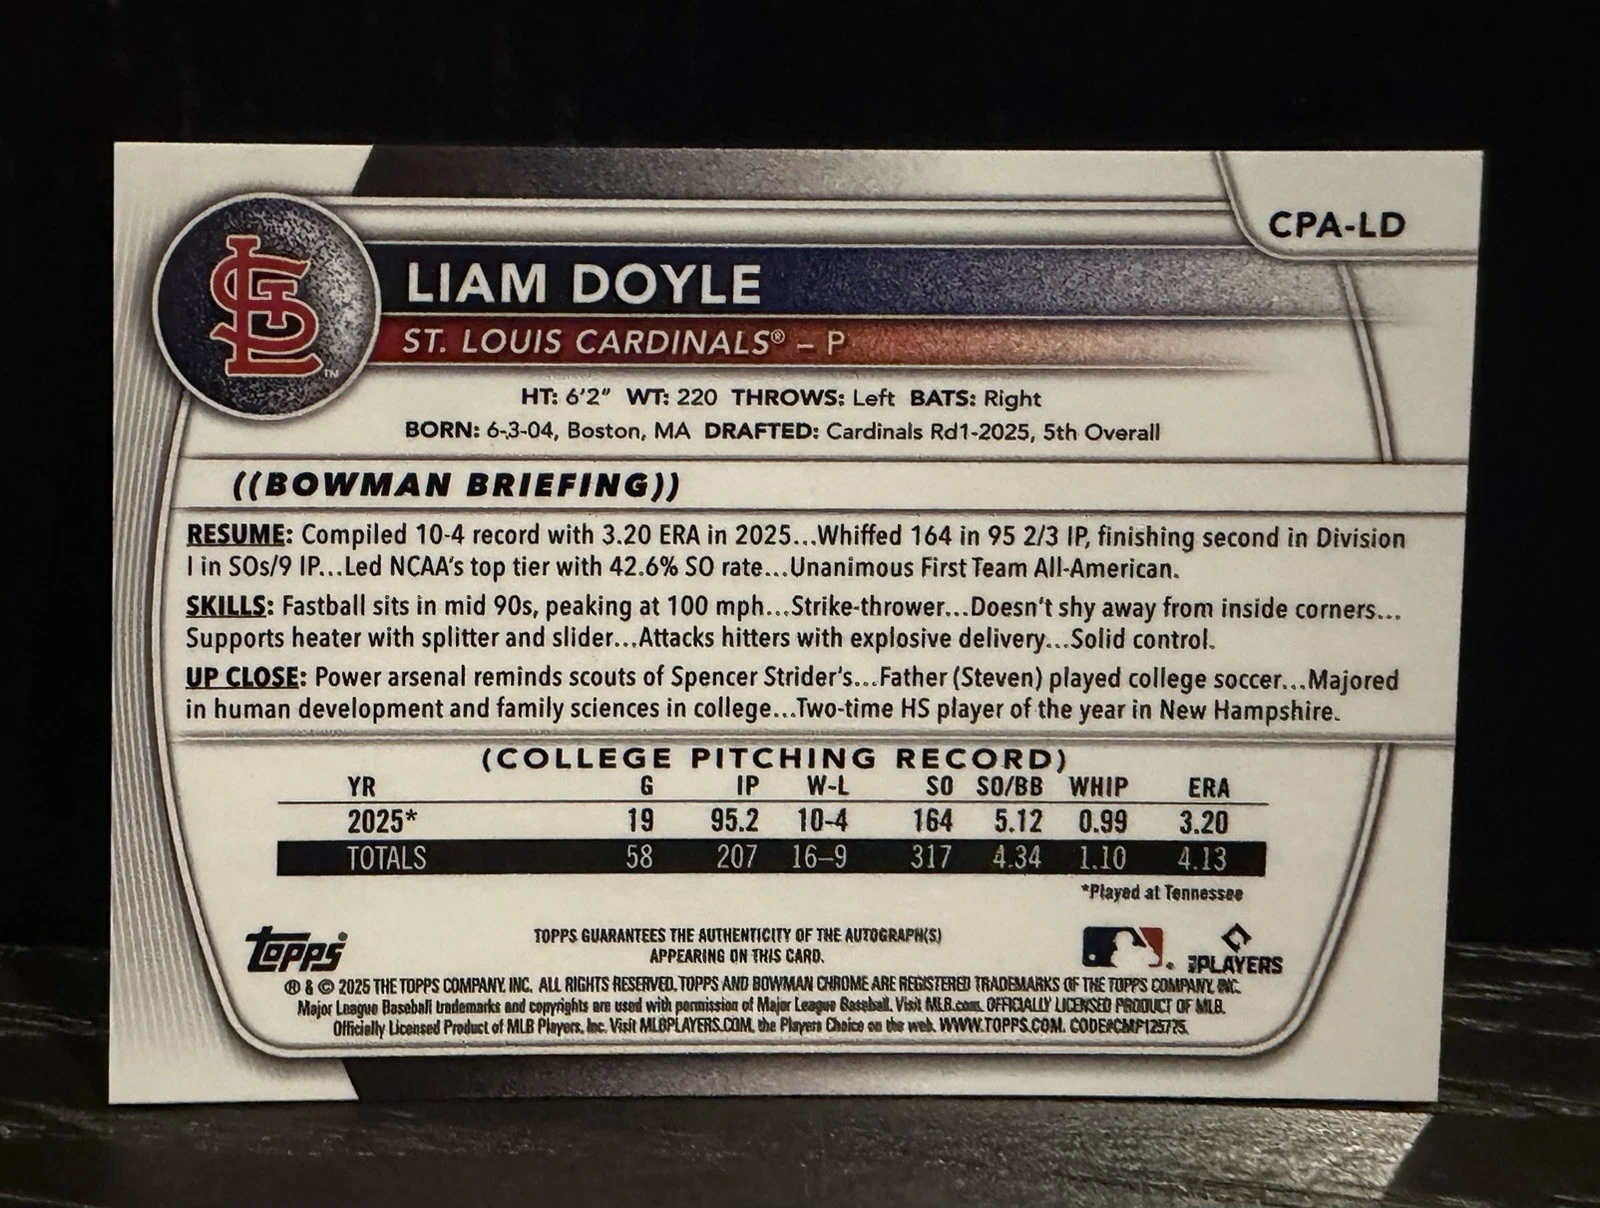 CPA-LD
STL
TM
LIAM DOYLE
ST. LOUIS CARDINALS® – P
HT: 6'2" WT: 220 THROWS: Left BATS: Right
BORN: 6-3-04, Boston, MA DRAFTED: Cardinals Rd1-2025, 5th Overall
((BOWMAN BRIEFING))
RESUME: Compiled 10-4 record with 3.20 ERA in 2025...Whiffed 164 in 95 2/3 IP, finishing second in Division
I in SOs/9 IP...Led NCAA's top tier with 42.6% SO rate...Unanimous First Team All-American.
SKILLS: Fastball sits in mid 90s, peaking at 100 mph...Strike-thrower...Doesn't shy away from inside corners...
Supports heater with splitter and slider...Attacks hitters with explosive delivery...Solid control.
UP CLOSE: Power arsenal reminds scouts of Spencer Strider's...Father (Steven) played college soccer...Majored
in human development and family sciences in college...Two-time HS player of the year in New Hampshire.
(COLLEGE PITCHING RECORD)
YR G IP W-L SO SO/BB WHIP ERA
2025* 19 95.2 10-4 164 5.12 0.99 3.20
TOTALS 58 207 16–9 317 4.34 1.10 4.13
*Played at Tennessee
topps
TOPPS GUARANTEES THE AUTHENTICITY OF THE AUTOGRAPH(S)
APPEARING ON THIS CARD.
PLAYERS
® & © 2025 THE TOPPS COMPANY, INC. ALL RIGHTS RESERVED. TOPPS AND BOWMAN CHROME ARE REGISTERED TRADEMARKS OF THE TOPPS COMPANY, INC.
Major League Baseball trademarks and copyrights are used with permission of Major League Baseball. Visit MLB.com. OFFICIALLY LICENSED PRODUCT OF MLB.
Officially Licensed Product of MLB Players, Inc. Visit MLBPLAYERS.COM, the Players Choice on the web. WWW.TOPPS.COM. CODE#CMP125725.